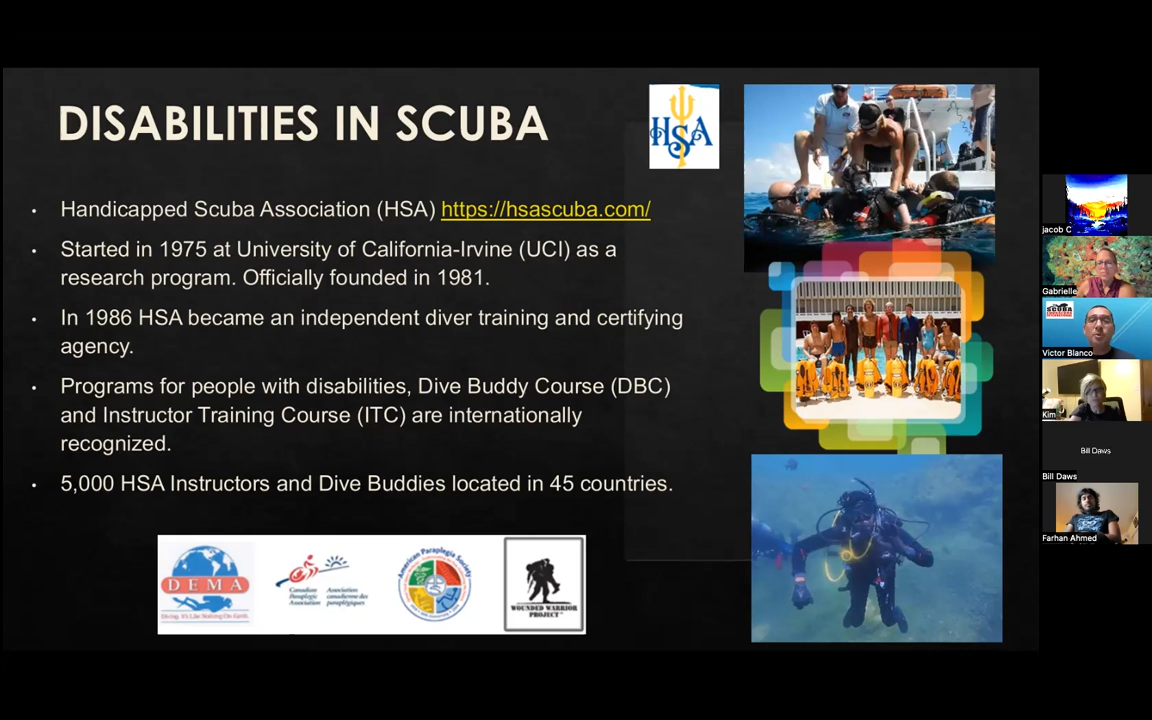 DISABILITIES IN SCUBA
HSA
• Handicapped Scuba Association (HSA) https://hsascuba.com/
• Started in 1975 at University of California-Irvine (UCI) as a
research program. Officially founded in 1981.
• In 1986 HSA became an independent diver training and certifying
agency.
• Programs for people with disabilities, Dive Buddy Course (DBC)
and Instructor Training Course (ITC) are internationally
recognized.
• 5,000 HSA Instructors and Dive Buddies located in 45 countries.
DEMA
Canadian Paraplegic Association
Association canadienne des paraplégiques
American Paraplegia Society
WOUNDED WARRIOR
PROJECT
jacob C
Gabrielle
SCUBA
Victor Blanco
Kim
Bill Daws
Bill Daws
Farhan Ahmed